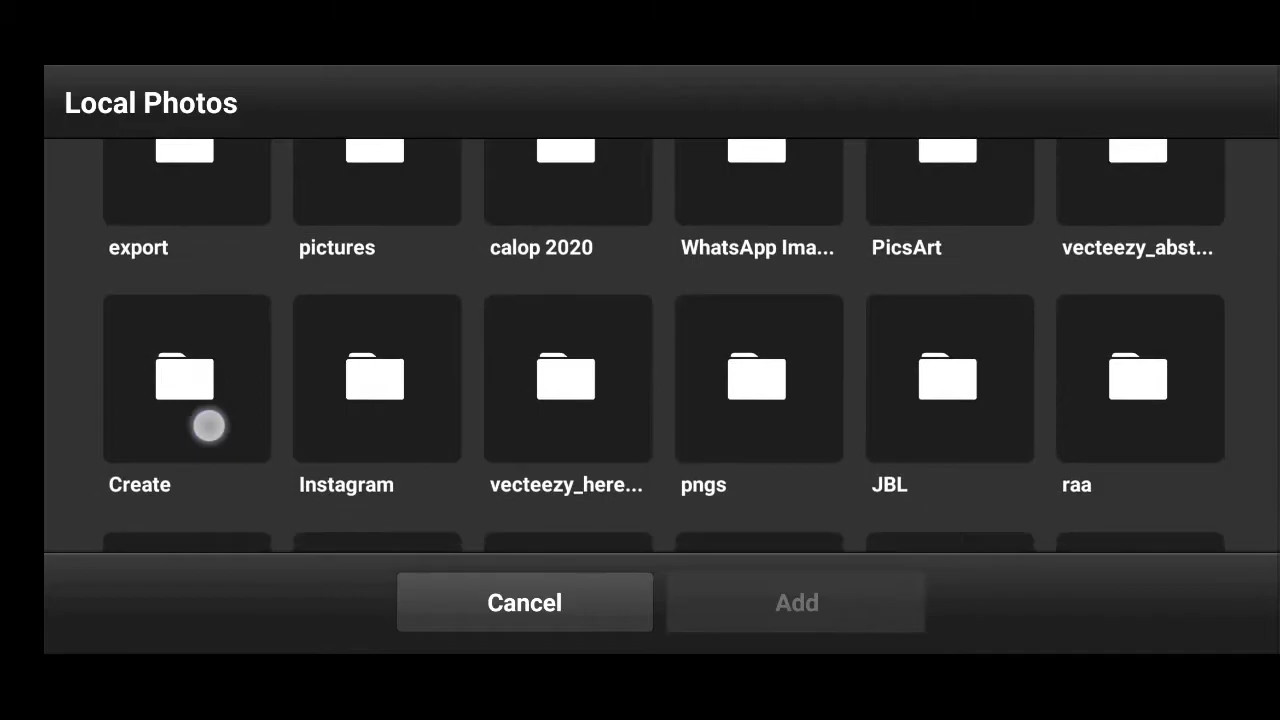 Local Photos
export
pictures
calop 2020
WhatsApp Ima...
PicsArt
vecteezy_abst...
Create
Instagram
vecteezy_here...
pngs
JBL
raa
Cancel
Add